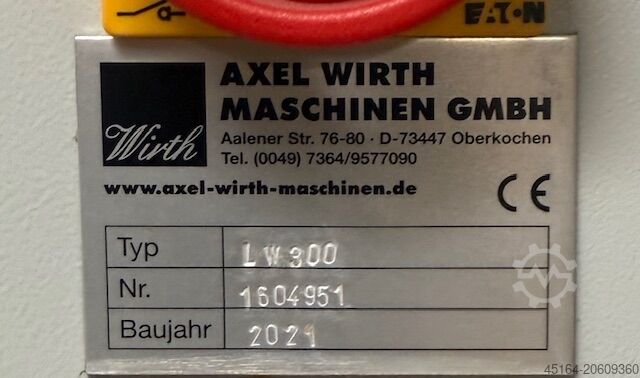 EATON
AXEL WIRTH
MASCHINEN GMBH
Wirth
Aalener Str. 76-80 · D-73447 Oberkochen
Tel. (0049) 7364/9577090
www.axel-wirth-maschinen.de
CE
Typ LW300
Nr. 1604951
Baujahr 2021
45164-20609360